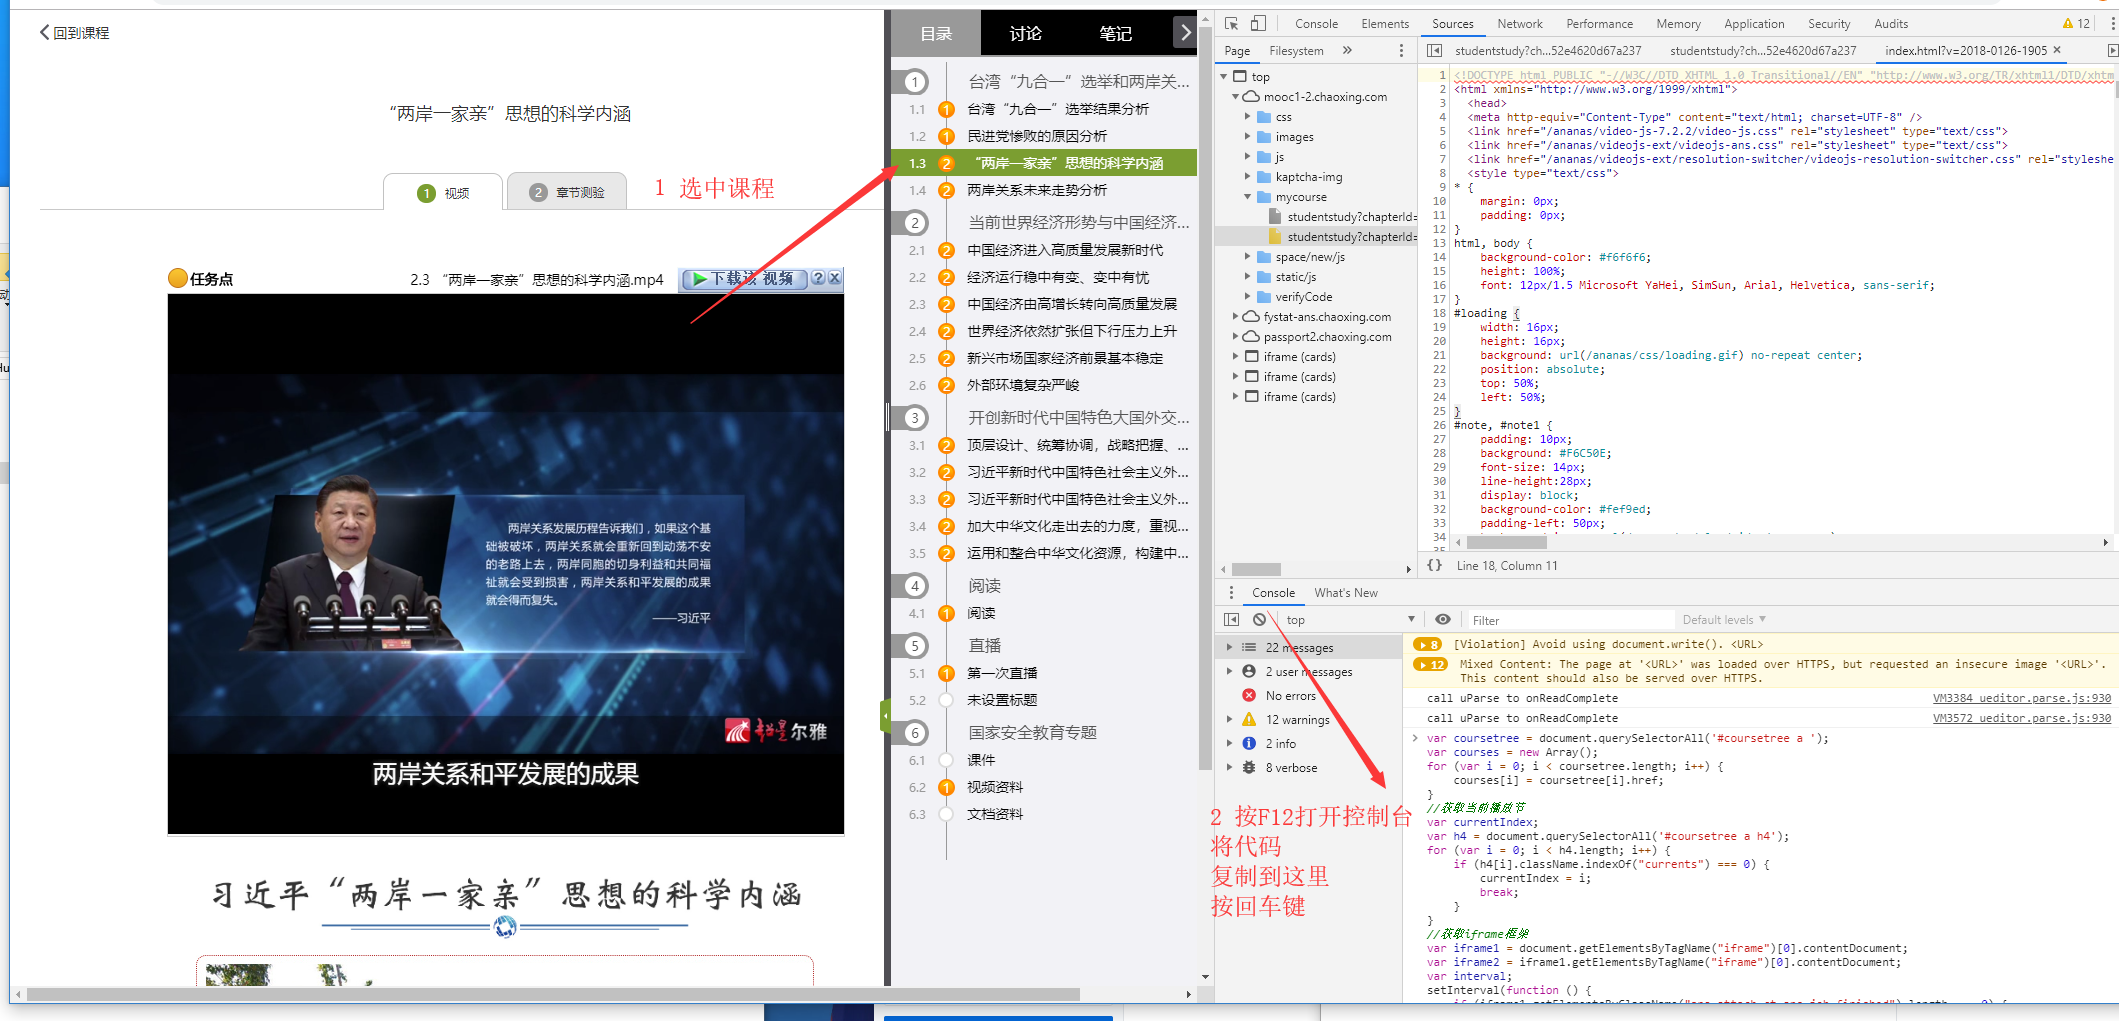 回到课程
“两岸一家亲”思想的科学内涵
1 视频
2 章节测验
1 选中课程
任务点
2.3 “两岸一家亲”思想的科学内涵.mp4
下载该视频 ?
两岸关系发展历程告诉我们，如果这个基
础被破坏，两岸关系就会重新回到动荡不安
的老路上去，两岸同胞的切身利益和共同福
祉就会受到损害，两岸关系和平发展的成果
就会得而复失。
——习近平
超星尔雅
两岸关系和平发展的成果
习近平“两岸一家亲”思想的科学内涵
目录 讨论 笔记
1 台湾“九合一”选举和两岸关...
1.1 1 台湾“九合一”选举结果分析
1.2 1 民进党惨败的原因分析
1.3 2 “两岸一家亲”思想的科学内涵
1.4 2 两岸关系未来走势分析
2 当前世界经济形势与中国经济...
2.1 2 中国经济进入高质量发展新时代
2.2 2 经济运行稳中有变、变中有忧
2.3 2 中国经济由高增长转向高质量发展
2.4 2 世界经济依然扩张但下行压力上升
2.5 2 新兴市场国家经济前景基本稳定
2.6 2 外部环境复杂严峻
3 开创新时代中国特色大国外交...
3.1 2 顶层设计、统筹协调，战略把握、...
3.2 2 习近平新时代中国特色社会主义外...
3.3 2 习近平新时代中国特色社会主义外...
3.4 2 加大中华文化走出去的力度，重视...
3.5 2 运用和整合中华文化资源，构建中...
4 阅读
4.1 1 阅读
5 直播
5.1 1 第一次直播
5.2 未设置标题
6 国家安全教育专题
6.1 课件
6.2 1 视频资料
6.3 文档资料
Console Elements Sources Network Performance Memory Application Security Audits 12
Page Filesystem »
studentstudy?ch...52e4620d67a237 studentstudy?ch...52e4620d67a237 index.html?v=2018-0126-1905 ×
top
mooc1-2.chaoxing.com
css
images
js
kaptcha-img
mycourse
studentstudy?chapterId=
studentstudy?chapterId=
space/new/js
static/js
verifyCode
fystat-ans.chaoxing.com
passport2.chaoxing.com
iframe (cards)
iframe (cards)
iframe (cards)
1 <!DOCTYPE html PUBLIC "-//W3C//DTD XHTML 1.0 Transitional//EN" "http://www.w3.org/TR/xhtml1/DTD/xhtm
2 <html xmlns="http://www.w3.org/1999/xhtml">
3 <head>
4 <meta http-equiv="Content-Type" content="text/html; charset=UTF-8" />
5 <link href="/ananas/video-js-7.2.2/video-js.css" rel="stylesheet" type="text/css">
6 <link href="/ananas/videojs-ext/videojs-ans.css" rel="stylesheet" type="text/css">
7 <link href="/ananas/videojs-ext/resolution-switcher/videojs-resolution-switcher.css" rel="styleshe
8 <style type="text/css">
9 * {
10 margin: 0px;
11 padding: 0px;
12 }
13 html, body {
14 background-color: #f6f6f6;
15 height: 100%;
16 font: 12px/1.5 Microsoft YaHei, SimSun, Arial, Helvetica, sans-serif;
17 }
18 #loading {
19 width: 16px;
20 height: 16px;
21 background: url(/ananas/css/loading.gif) no-repeat center;
22 position: absolute;
23 top: 50%;
24 left: 50%;
25 }
26 #note, #note1 {
27 padding: 10px;
28 background: #F6C50E;
29 font-size: 14px;
30 line-height:28px;
31 display: block;
32 background-color: #fef9ed;
33 padding-left: 50px;
34
{} Line 18, Column 11
Console What's New
top Filter Default levels
22 messages
2 user messages
No errors
12 warnings
2 info
8 verbose
2 按F12打开控制台
将代码
复制到这里
按回车键
8 [Violation] Avoid using document.write(). <URL>
12 Mixed Content: The page at '<URL>' was loaded over HTTPS, but requested an insecure image '<URL>'.
This content should also be served over HTTPS.
call uParse to onReadComplete VM3384 ueditor.parse.js:930
call uParse to onReadComplete VM3572 ueditor.parse.js:930
> var coursetree = document.querySelectorAll('#coursetree a ');
var courses = new Array();
for (var i = 0; i < coursetree.length; i++) {
courses[i] = coursetree[i].href;
}
//获取当前播放节
var currentIndex;
var h4 = document.querySelectorAll('#coursetree a h4');
for (var i = 0; i < h4.length; i++) {
if (h4[i].className.indexOf("currents") === 0) {
currentIndex = i;
break;
}
}
//获取iframe框架
var iframe1 = document.getElementsByTagName("iframe")[0].contentDocument;
var iframe2 = iframe1.getElementsByTagName("iframe")[0].contentDocument;
var interval;
setInterval(function () {